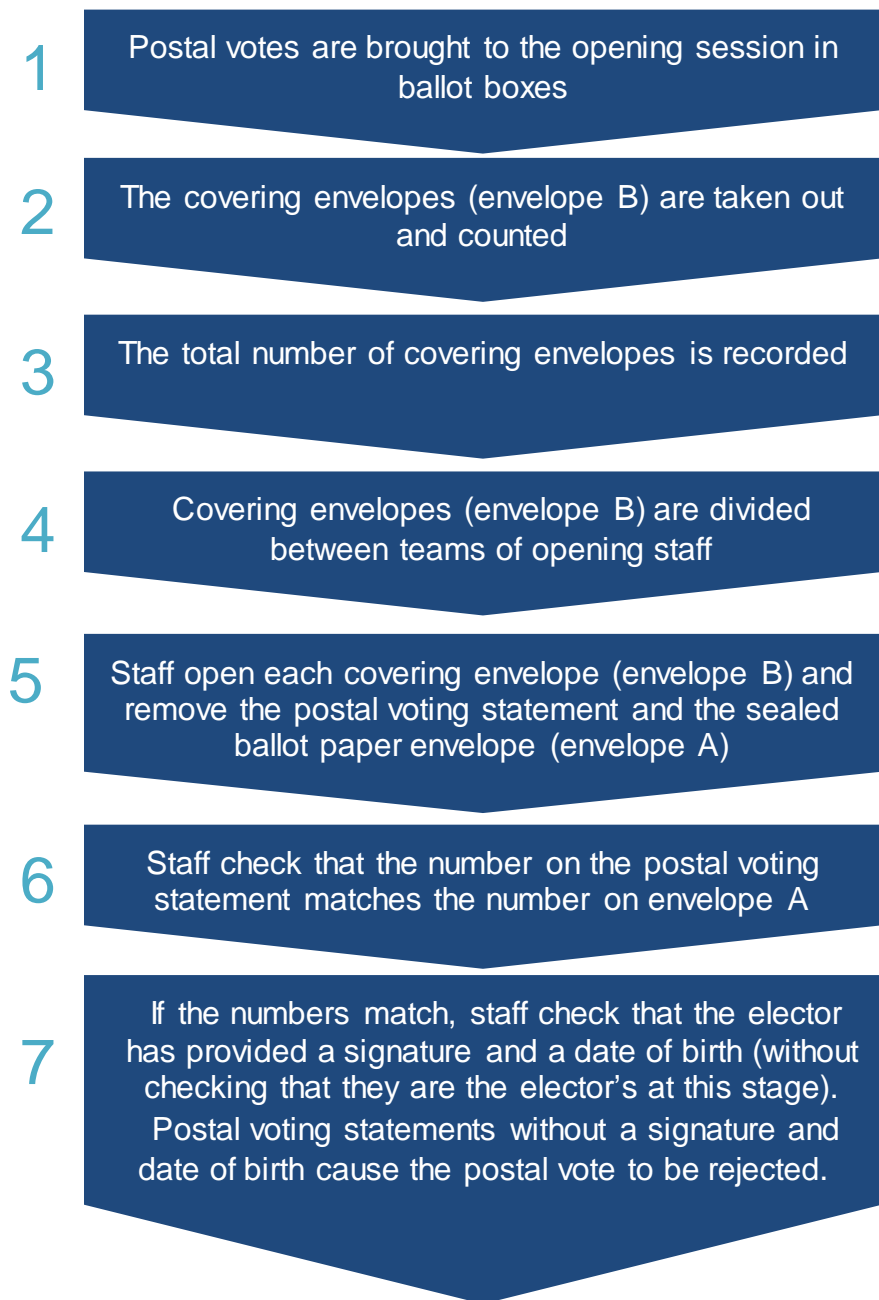 1
Postal votes are brought to the opening session in
ballot boxes
2
The covering envelopes (envelope B) are taken out
and counted
3
The total number of covering envelopes is recorded
4
Covering envelopes (envelope B) are divided
between teams of opening staff
5
Staff open each covering envelope (envelope B) and
remove the postal voting statement and the sealed
ballot paper envelope (envelope A)
6
Staff check that the number on the postal voting
statement matches the number on envelope A
7
If the numbers match, staff check that the elector
has provided a signature and a date of birth (without
checking that they are the elector's at this stage).
Postal voting statements without a signature and
date of birth cause the postal vote to be rejected.